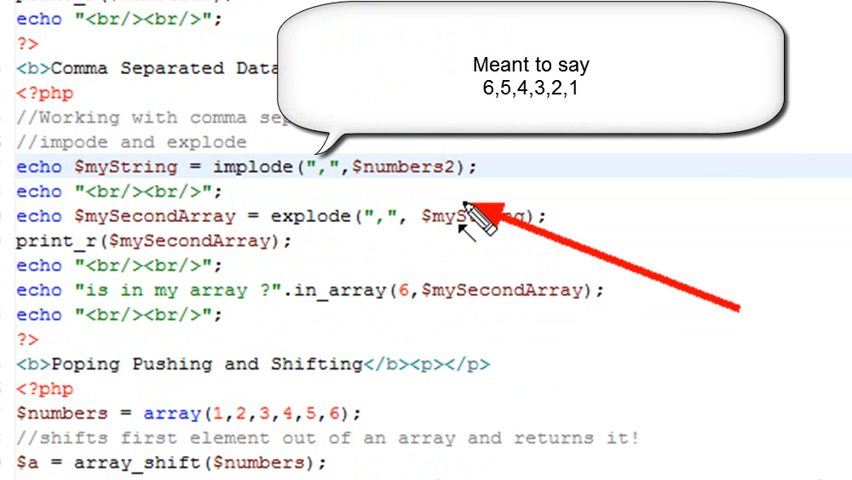 echo "<br/><br/>";
?>
<b>Comma Separated Data
<?php
//Working with comma
//impode and explode
echo $myString = implode(",",$numbers2);
echo "<br/><br/>";
echo $mySecondArray = explode(",", $myString);
print_r($mySecondArray);
echo "<br/><br/>";
echo "is in my array ?".in_array(6,$mySecondArray);
echo "<br/><br/>";
?>
<b>Poping Pushing and Shifting</b><p></p>
<?php
$numbers = array(1,2,3,4,5,6);
//shifts first element out of an array and returns it!
$a = array_shift($numbers);
Meant to say
6,5,4,3,2,1